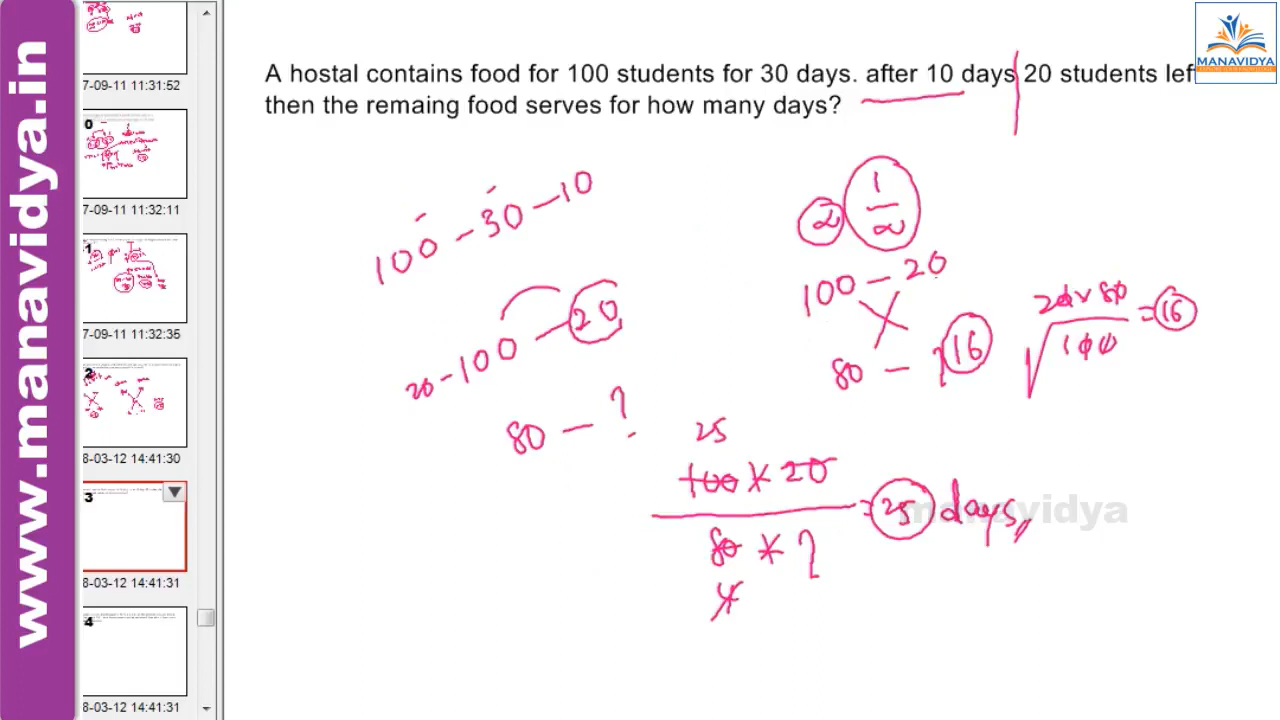 www.manavidya.in
7-09-11 11:31:52
0
7-09-11 11:32:11
1
7-09-11 11:32:35
2
8-03-12 14:41:30
3
8-03-12 14:41:31
4
8-03-12 14:41:31
MANAVIDYA
A hostal contains food for 100 students for 30 days. after 10 days 20 students lef
then the remaing food serves for how many days?
100 - 30 - 10
20 - 100 - 20
80 - ?
100 - 20
80 - 16
20 x 80
100
= 16
25
100 * 20
80 * ?
4
= 25 days
manavidya